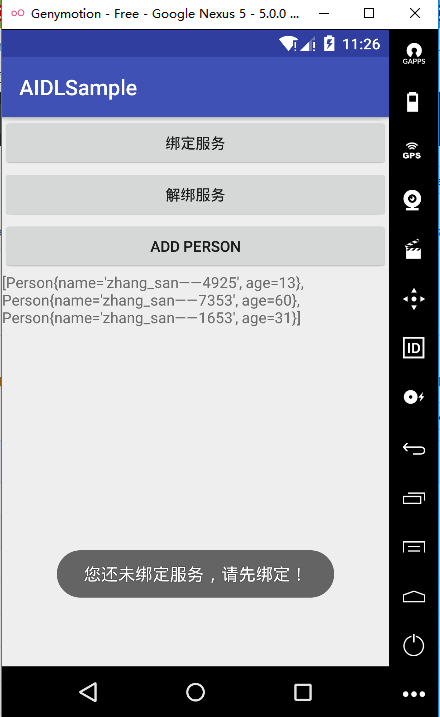 Genymotion - Free - Google Nexus 5 - 5.0.0 ...
11:26
GAPPS
AIDLSample
绑定服务
GPS
解绑服务
ADD PERSON
[Person{name='zhang_san——4925', age=13},
Person{name='zhang_san——7353', age=60},
Person{name='zhang_san——1653', age=31}]
ID
您还未绑定服务，请先绑定！